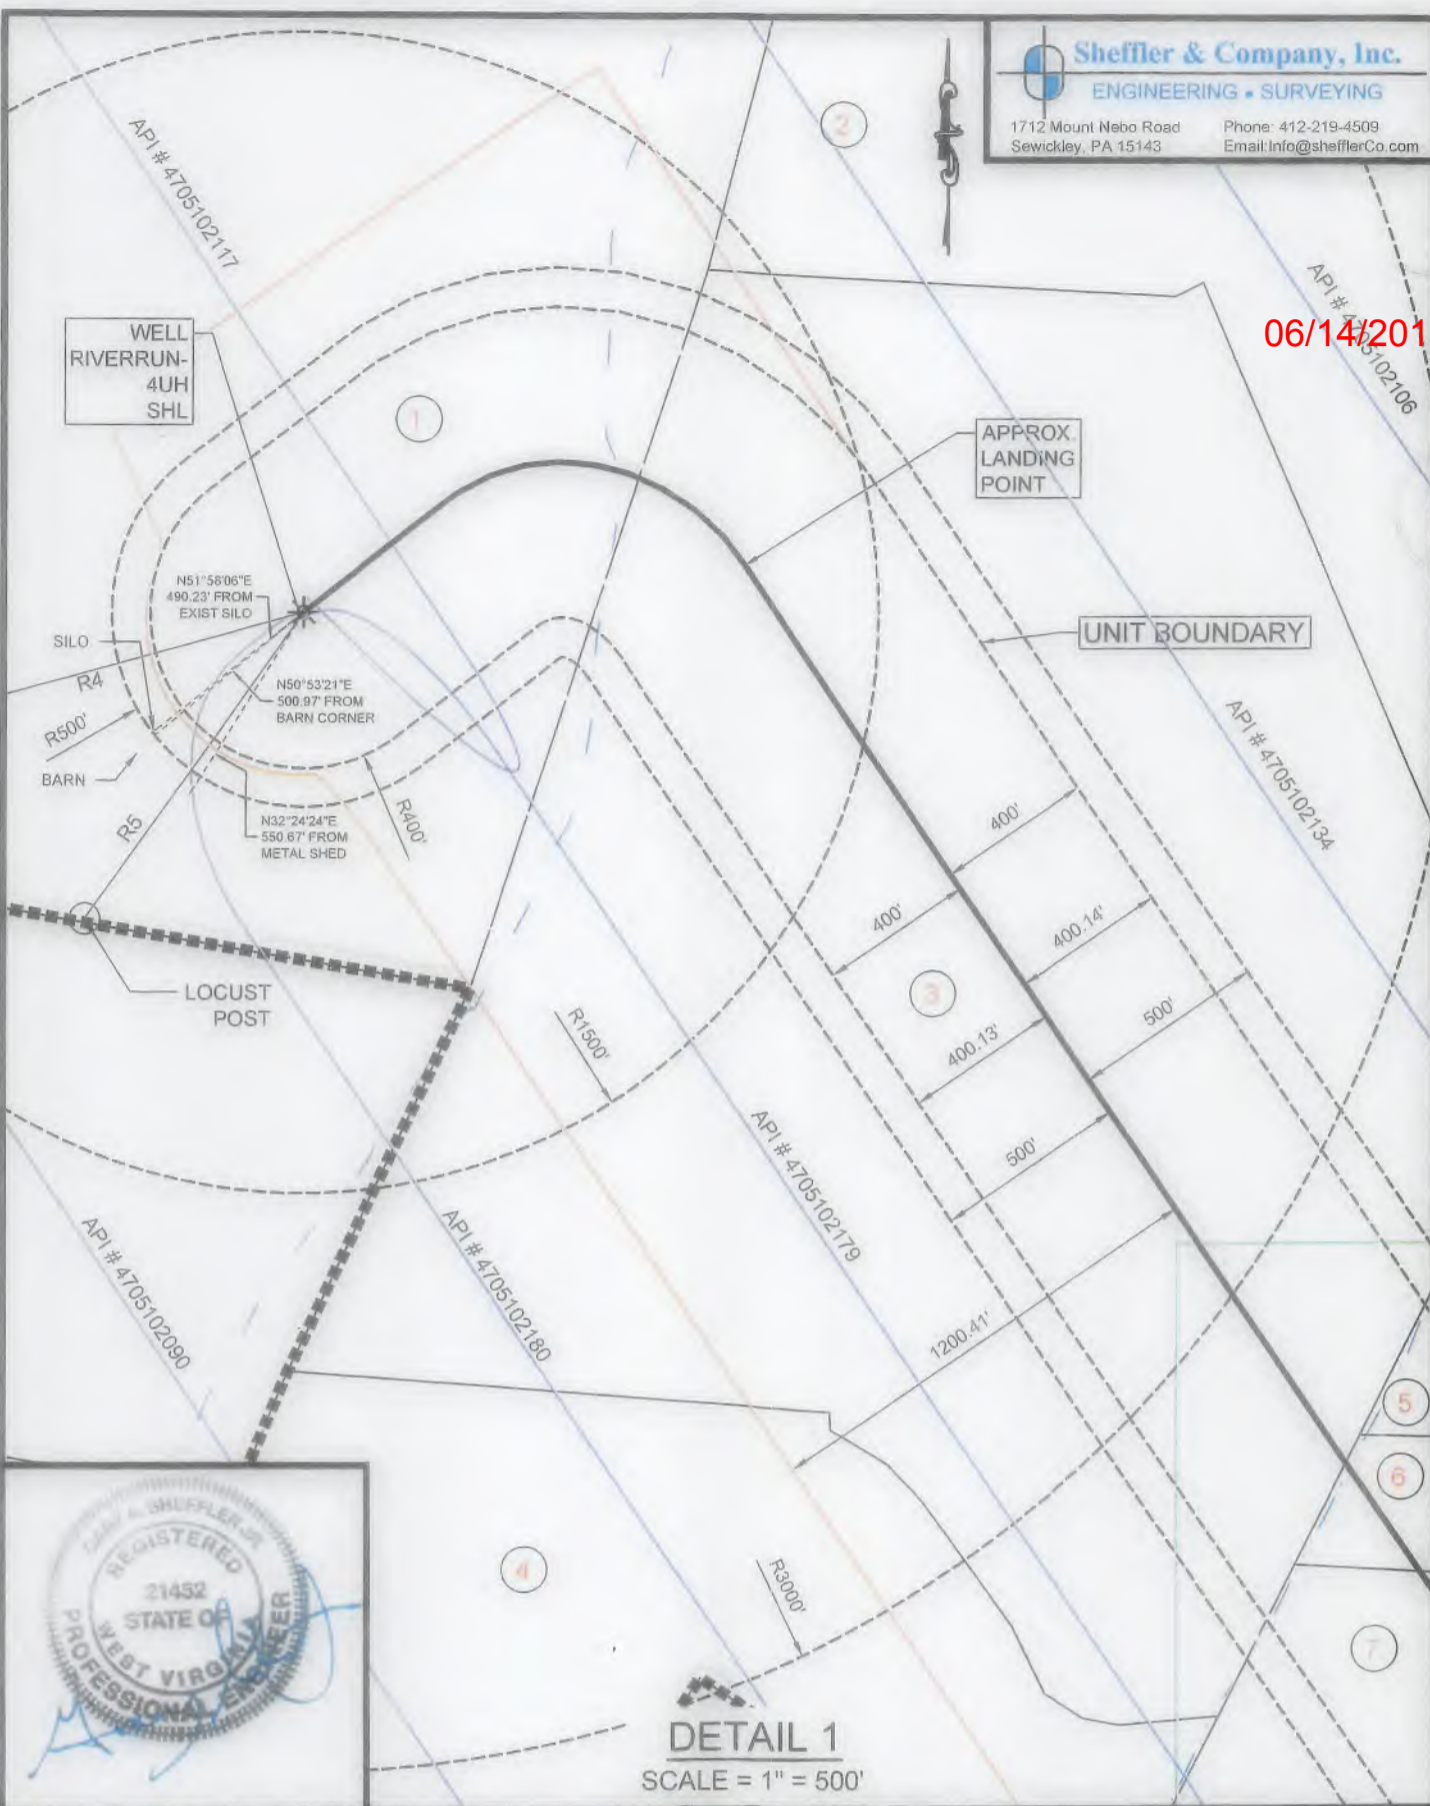 Sheffler & Company, Inc.
ENGINEERING • SURVEYING
1712 Mount Nebo Road
Sewickley, PA 15143
Phone: 412-219-4509
Email:Info@shefflerCo.com
2
API # 4705102117
API # 4705102106
06/14/201
WELL
RIVERRUN-
4UH
SHL
1
APPROX.
LANDING
POINT
N51°58'06"E
490.23' FROM
EXIST SILO
SILO
UNIT BOUNDARY
R4
N50°53'21"E
500.97' FROM
BARN CORNER
R500'
BARN
API # 4705102134
R5
N32°24'24"E
550.67' FROM
METAL SHED
R400'
400'
400'
400.14'
LOCUST
POST
3
500'
R1500'
400.13'
500'
API # 4705102179
API # 4705102090
API # 4705102180
1200.41'
5
6
4
R3000'
7
SHEFFLER JR
REGISTERED
21452
STATE OF
WEST VIRGINIA
PROFESSIONAL ENGINEER
DETAIL 1
SCALE = 1" = 500'